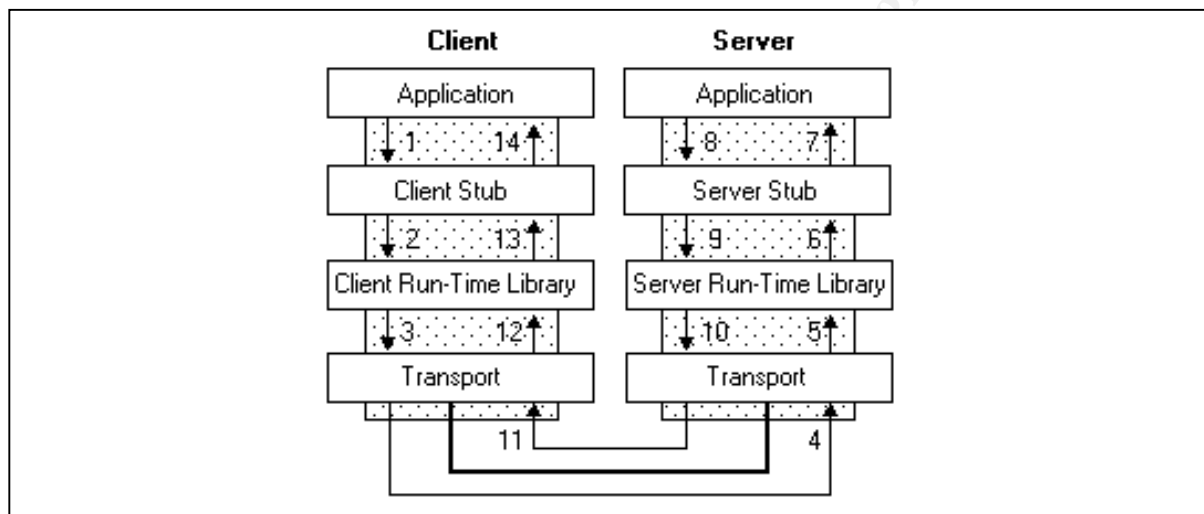 Client Server
Application Application
1 14 8 7
Client Stub Server Stub
2 13 9 6
Client Run-Time Library Server Run-Time Library
3 12 10 5
Transport Transport
11 4